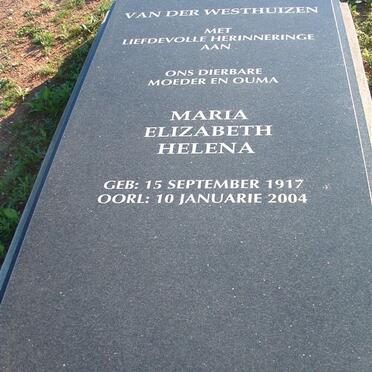 VAN DER WESTHUIZEN
MET
LIEFDEVOLLE HERINNERINGE
AAN
ONS DIERBARE
MOEDER EN OUMA
MARIA
ELIZABETH
HELENA
GEB: 15 SEPTEMBER 1917
OORL: 10 JANUARIE 2004